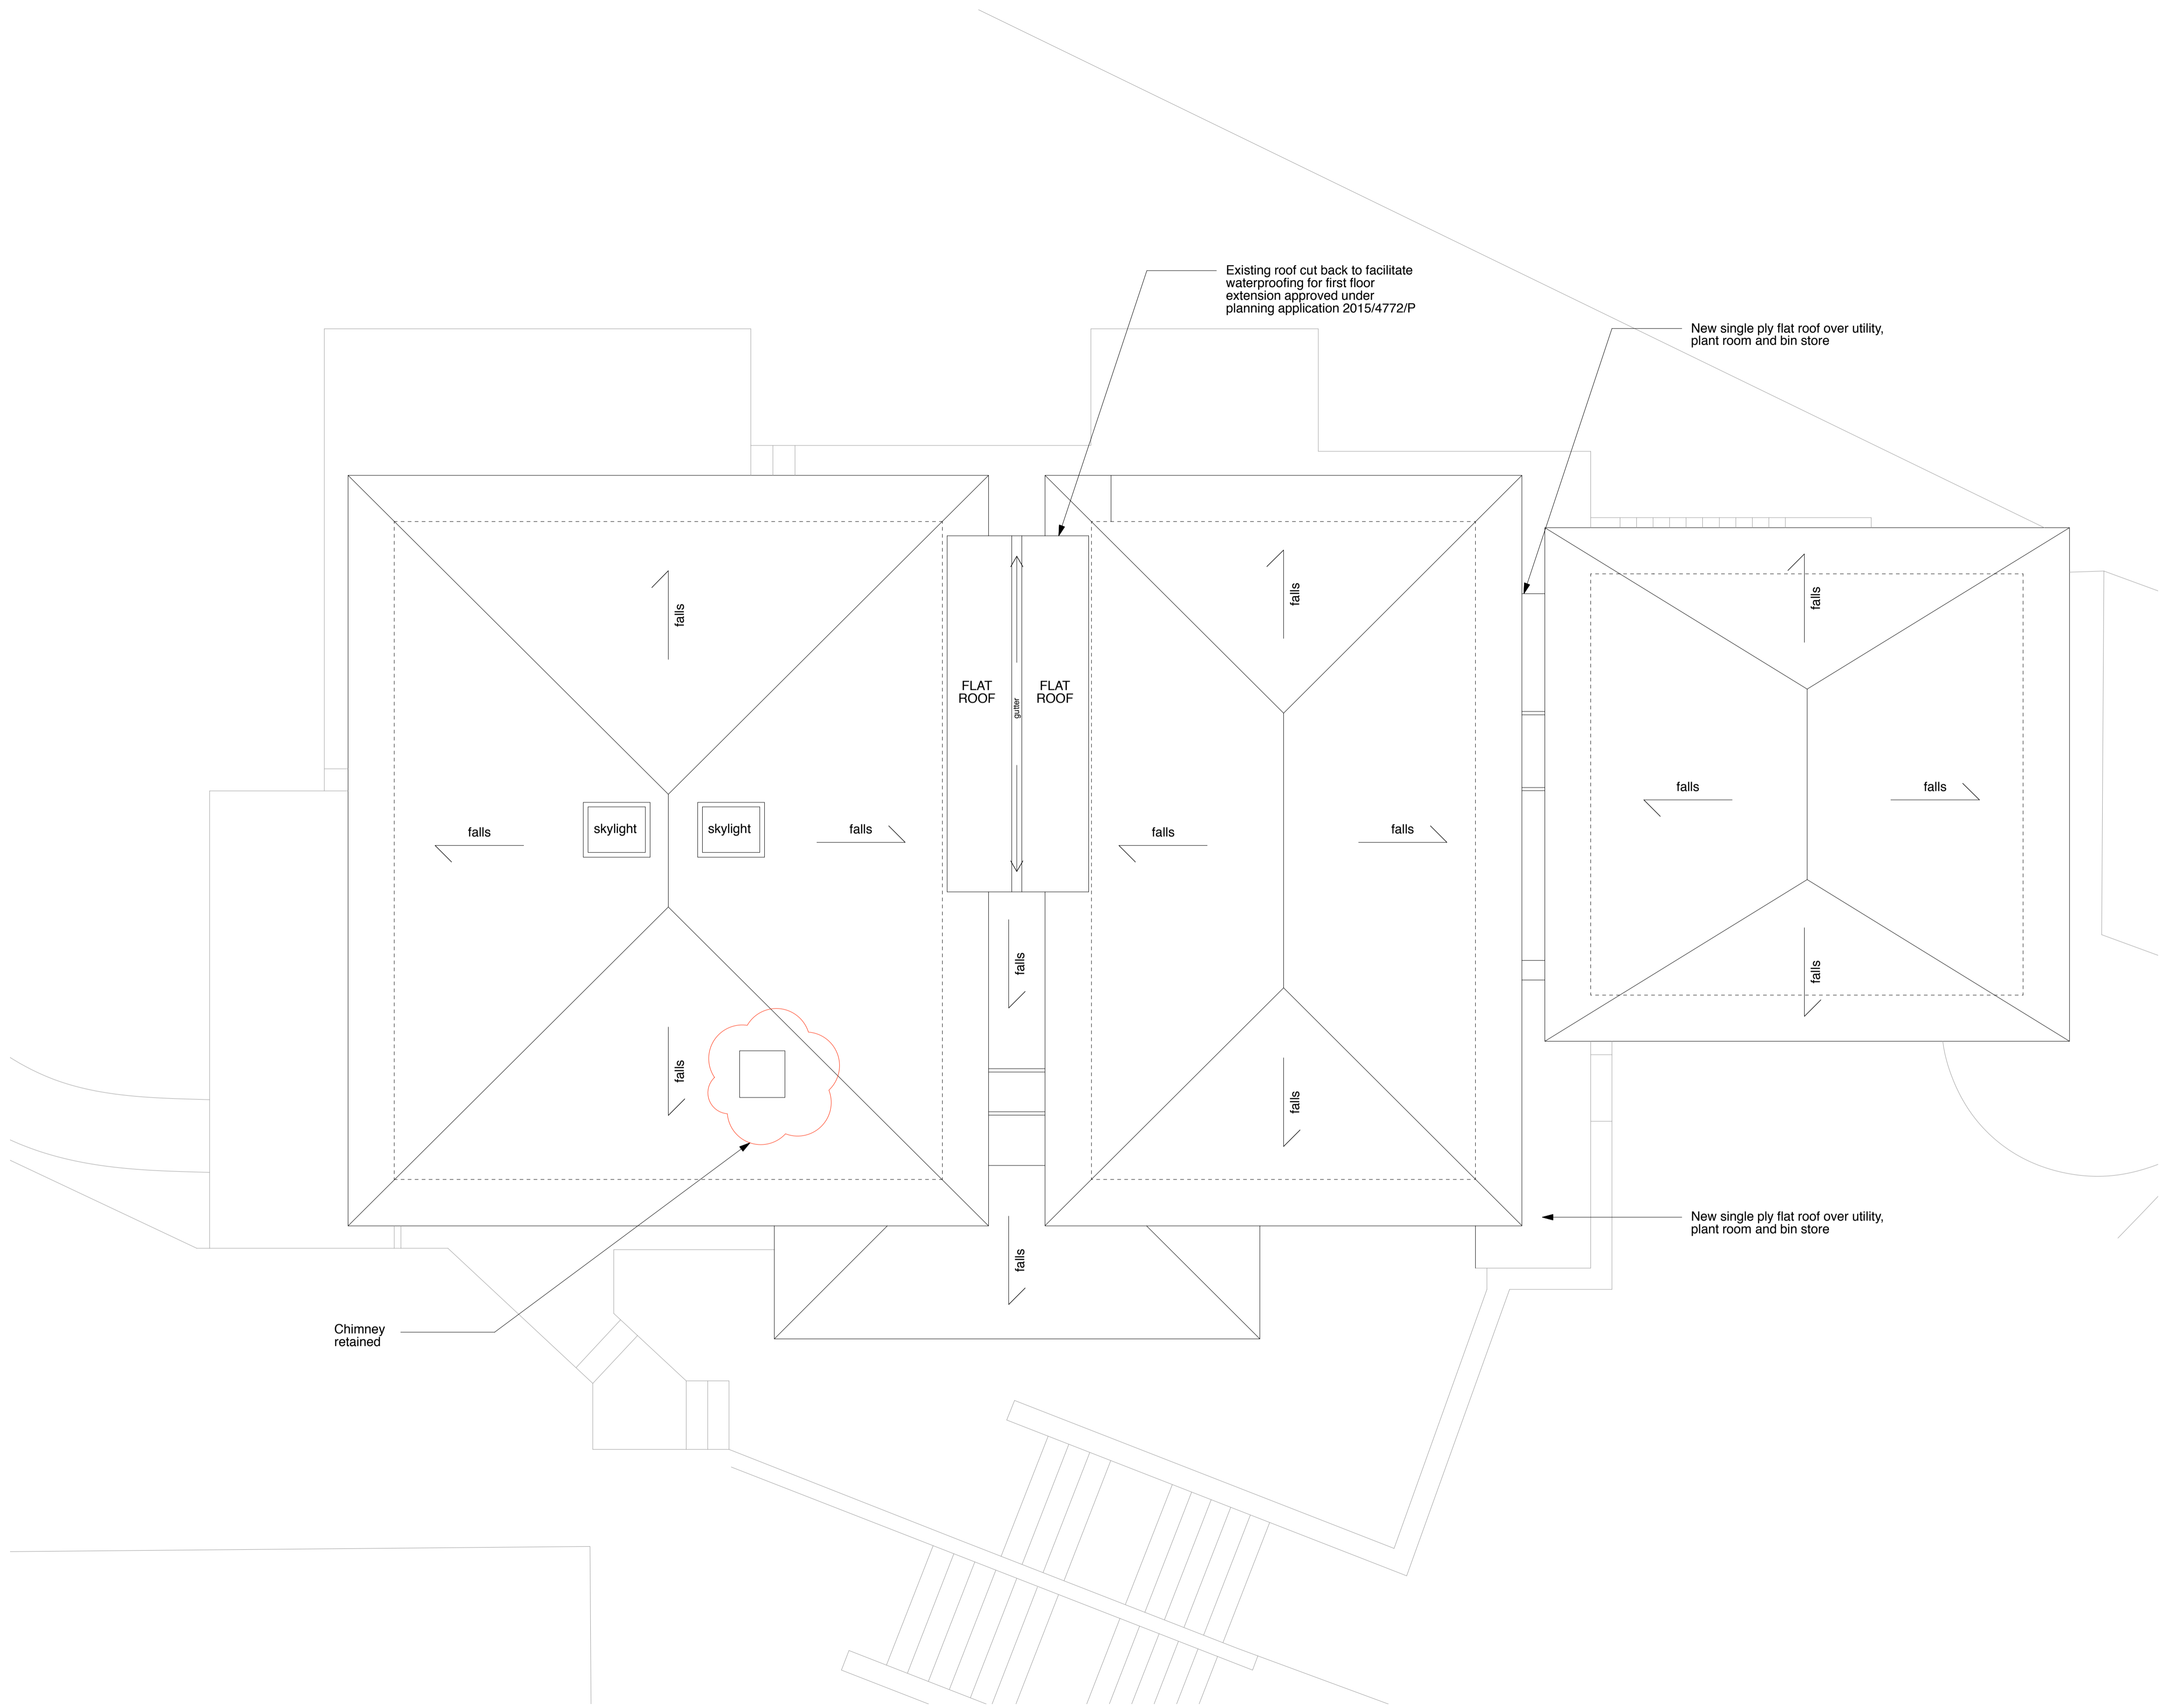 Existing roof cut back to facilitate
waterproofing for first floor
extension approved under
planning application 2015/4772/P
New single ply flat roof over utility,
plant room and bin store
falls
falls
falls
FLAT
ROOF
FLAT
ROOF
gutter
falls
skylight
skylight
falls
falls
falls
falls
falls
falls
falls
falls
falls
New single ply flat roof over utility,
plant room and bin store
falls
Chimney
retained